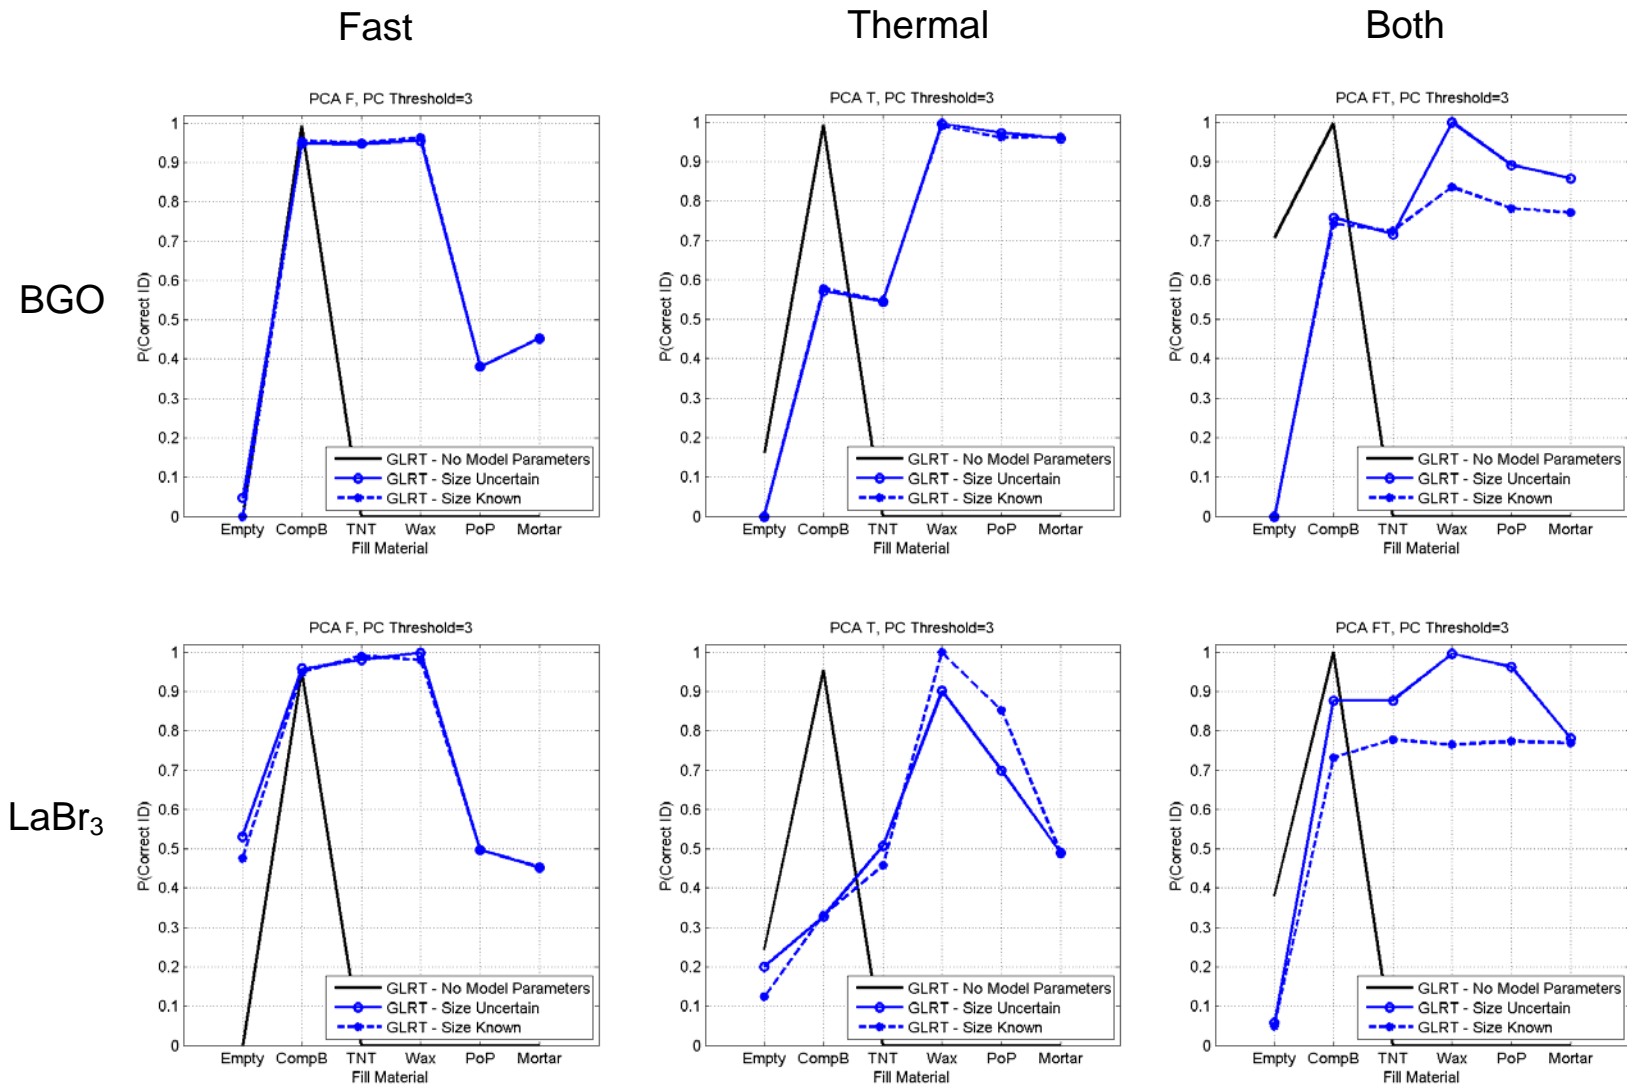 Fast
Thermal
Both
BGO
PCA F, PC Threshold=3
P(Correct ID)
1
0.9
0.8
0.7
0.6
0.5
0.4
0.3
0.2
0.1
0
GLRT - No Model Parameters
GLRT - Size Uncertain
GLRT - Size Known
Empty CompB TNT Wax PoP Mortar
Fill Material
PCA T, PC Threshold=3
P(Correct ID)
1
0.9
0.8
0.7
0.6
0.5
0.4
0.3
0.2
0.1
0
GLRT - No Model Parameters
GLRT - Size Uncertain
GLRT - Size Known
Empty CompB TNT Wax PoP Mortar
Fill Material
PCA FT, PC Threshold=3
P(Correct ID)
1
0.9
0.8
0.7
0.6
0.5
0.4
0.3
0.2
0.1
0
GLRT - No Model Parameters
GLRT - Size Uncertain
GLRT - Size Known
Empty CompB TNT Wax PoP Mortar
Fill Material
LaBr₃
PCA F, PC Threshold=3
P(Correct ID)
1
0.9
0.8
0.7
0.6
0.5
0.4
0.3
0.2
0.1
0
GLRT - No Model Parameters
GLRT - Size Uncertain
GLRT - Size Known
Empty CompB TNT Wax PoP Mortar
Fill Material
PCA T, PC Threshold=3
P(Correct ID)
1
0.9
0.8
0.7
0.6
0.5
0.4
0.3
0.2
0.1
0
GLRT - No Model Parameters
GLRT - Size Uncertain
GLRT - Size Known
Empty CompB TNT Wax PoP Mortar
Fill Material
PCA FT, PC Threshold=3
P(Correct ID)
1
0.9
0.8
0.7
0.6
0.5
0.4
0.3
0.2
0.1
0
GLRT - No Model Parameters
GLRT - Size Uncertain
GLRT - Size Known
Empty CompB TNT Wax PoP Mortar
Fill Material